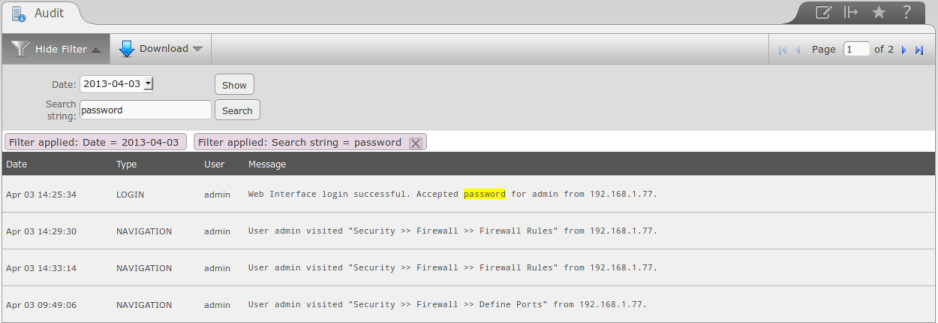 Audit
?
Hide Filter Download Page 1 of 2
Date: 2013-04-03 Show
Search string: password Search
Filter applied: Date = 2013-04-03 Filter applied: Search string = password X
Date Type User Message
Apr 03 14:25:34 LOGIN admin Web Interface login successful. Accepted password for admin from 192.168.1.77.
Apr 03 14:29:30 NAVIGATION admin User admin visited "Security >> Firewall >> Firewall Rules" from 192.168.1.77.
Apr 03 14:33:14 NAVIGATION admin User admin visited "Security >> Firewall >> Firewall Rules" from 192.168.1.77.
Apr 03 09:49:06 NAVIGATION admin User admin visited "Security >> Firewall >> Define Ports" from 192.168.1.77.